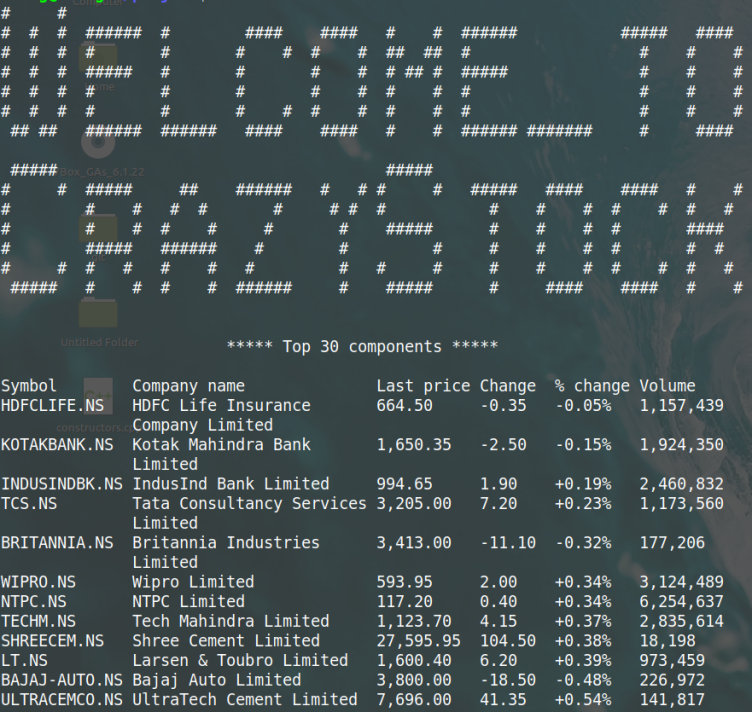 WELCOME TO
CRAZYSTOCK
***** Top 30 components *****
Symbol Company name Last price Change % change Volume
HDFCLIFE.NS HDFC Life Insurance 664.50 -0.35 -0.05% 1,157,439
Company Limited
KOTAKBANK.NS Kotak Mahindra Bank 1,650.35 -2.50 -0.15% 1,924,350
Limited
INDUSINDBK.NS IndusInd Bank Limited 994.65 1.90 +0.19% 2,460,832
TCS.NS Tata Consultancy Services 3,205.00 7.20 +0.23% 1,173,560
Limited
BRITANNIA.NS Britannia Industries 3,413.00 -11.10 -0.32% 177,206
Limited
WIPRO.NS Wipro Limited 593.95 2.00 +0.34% 3,124,489
NTPC.NS NTPC Limited 117.20 0.40 +0.34% 6,254,637
TECHM.NS Tech Mahindra Limited 1,123.70 4.15 +0.37% 2,835,614
SHREECEM.NS Shree Cement Limited 27,595.95 104.50 +0.38% 18,198
LT.NS Larsen & Toubro Limited 1,600.40 6.20 +0.39% 973,459
BAJAJ-AUTO.NS Bajaj Auto Limited 3,800.00 -18.50 -0.48% 226,972
ULTRACEMCO.NS UltraTech Cement Limited 7,696.00 41.35 +0.54% 141,817
Box_GAs_6.1.22
Untitled Folder